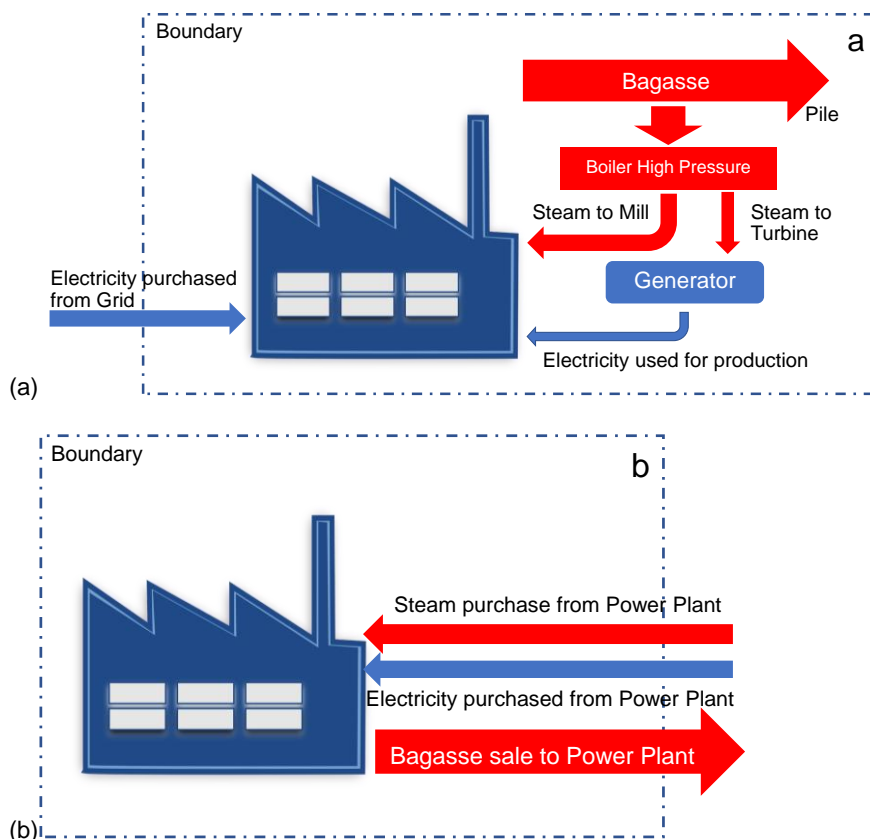 Boundary
a
Bagasse
Pile
Boiler High Pressure
Steam to Mill
Steam to
Turbine
Electricity purchased
from Grid
Generator
Electricity used for production
(a)
Boundary
b
Steam purchase from Power Plant
Electricity purchased from Power Plant
Bagasse sale to Power Plant
(b)